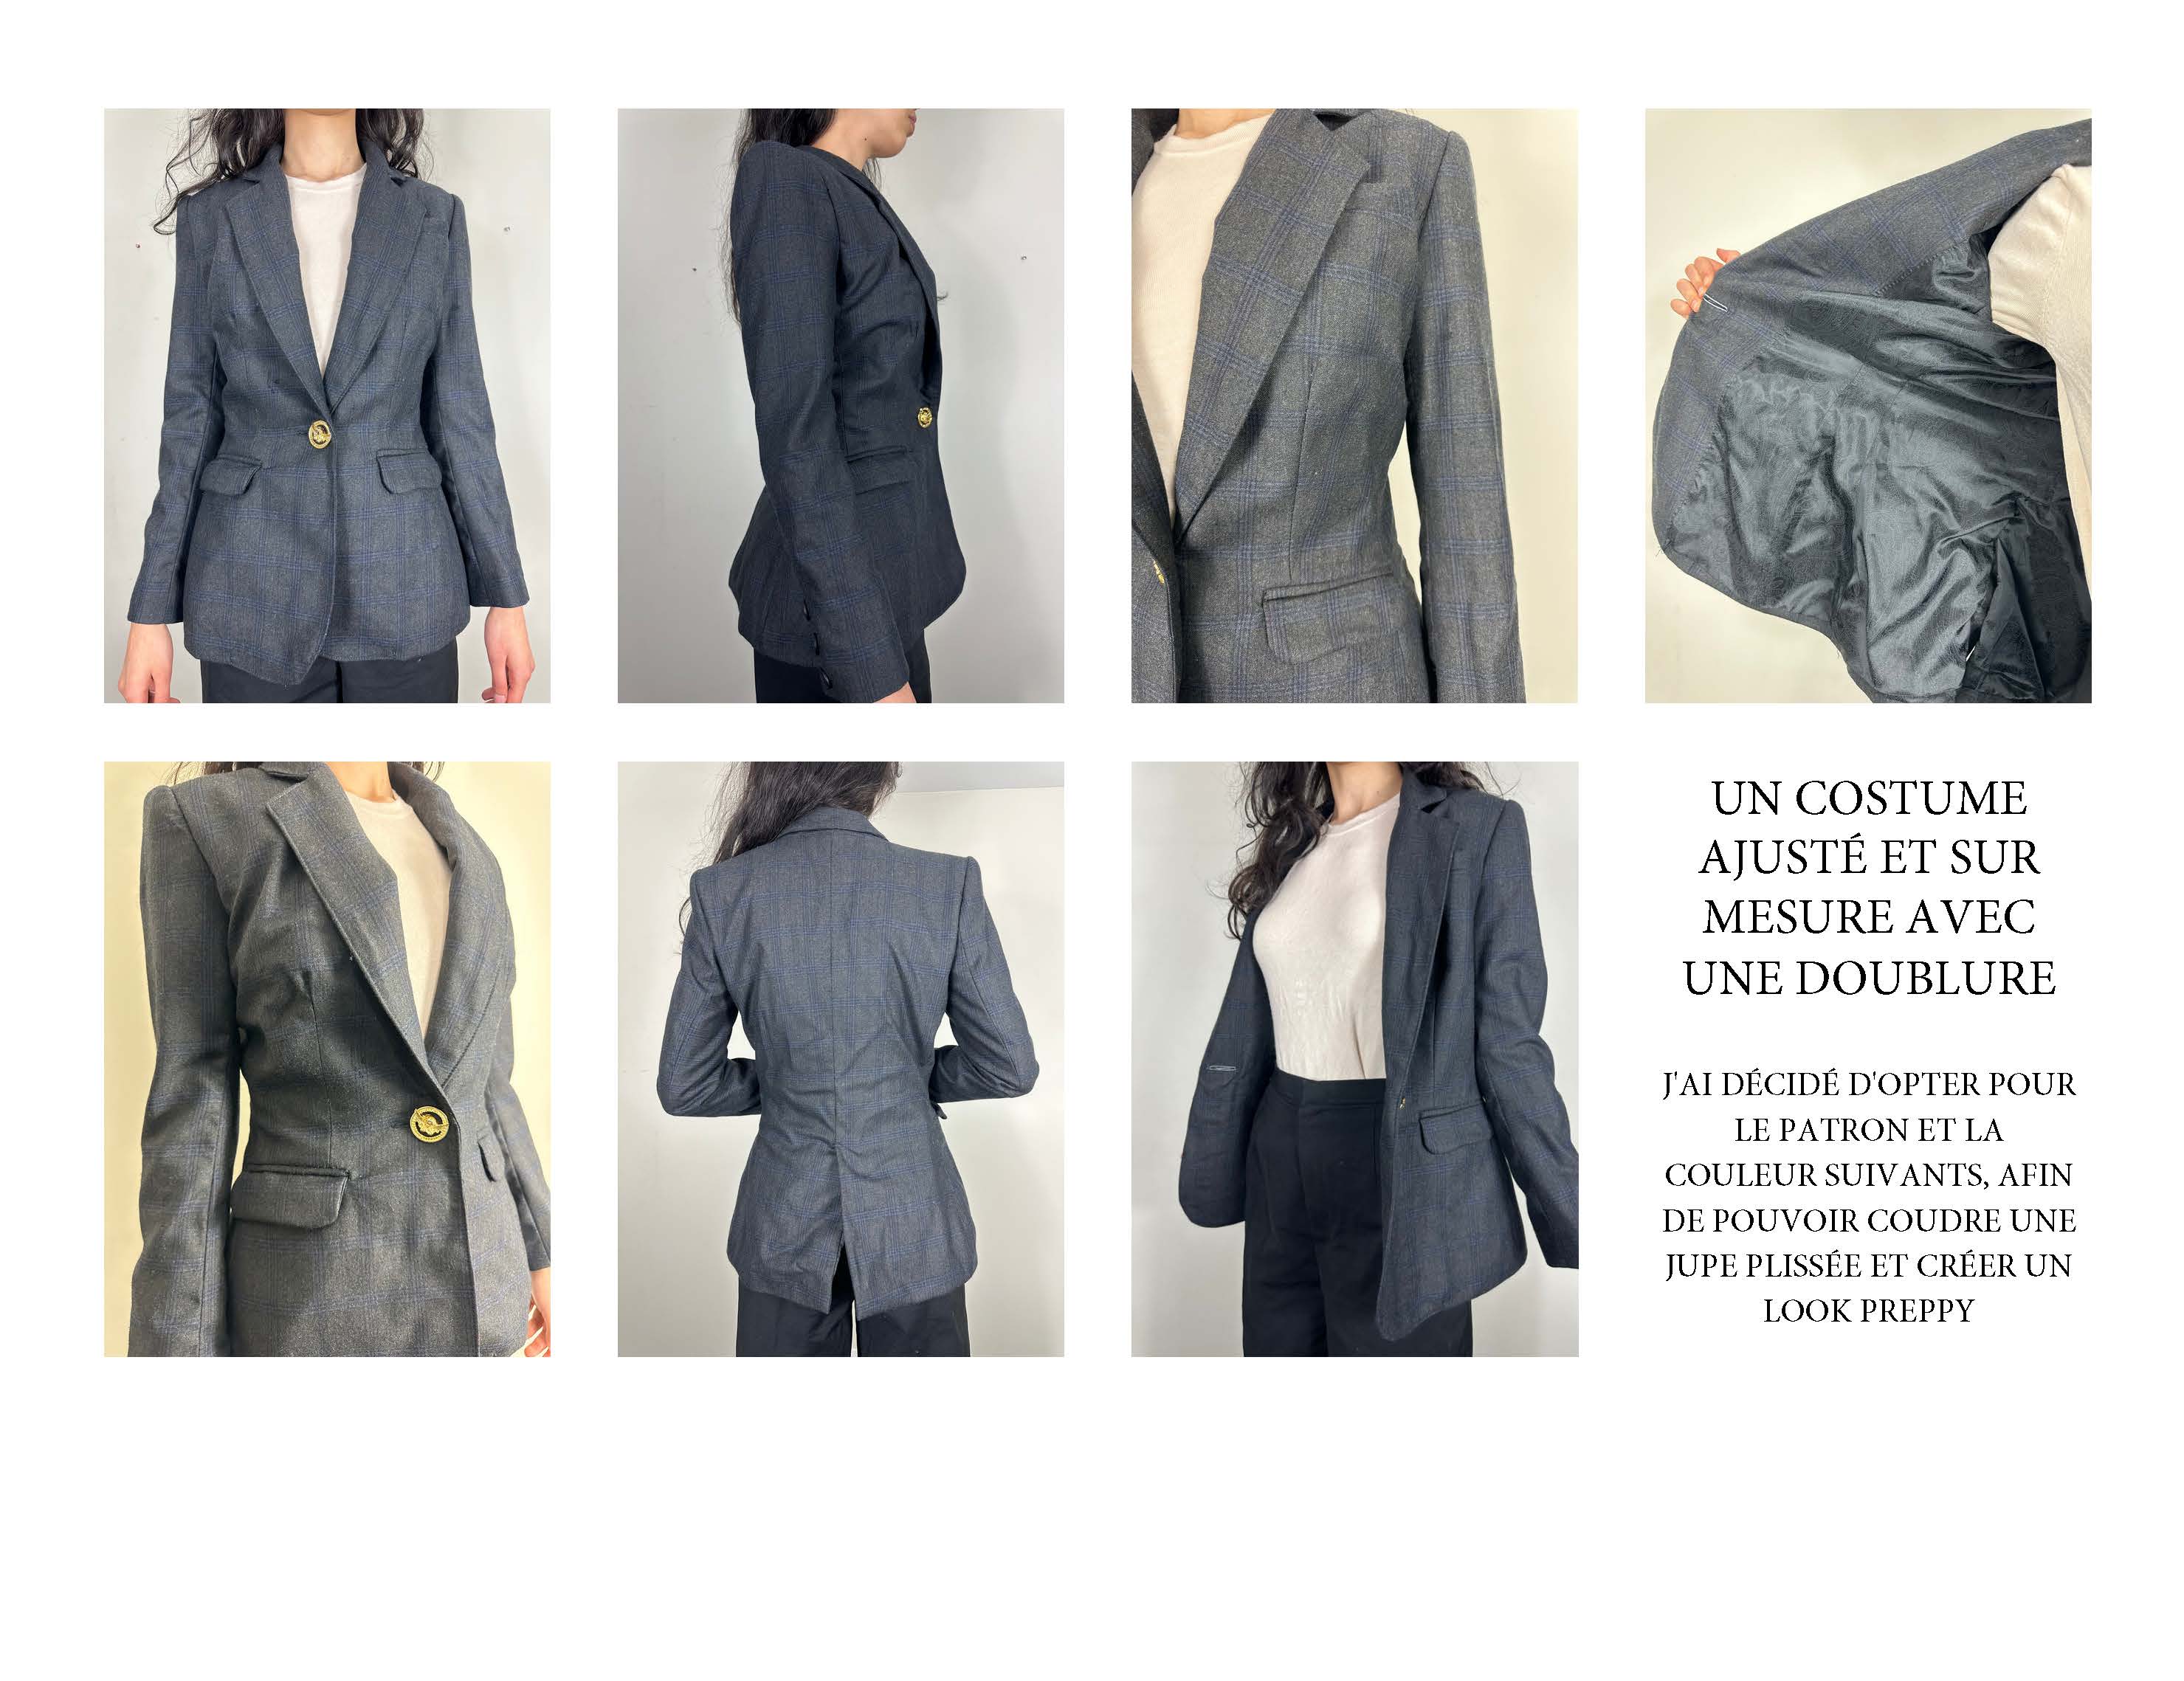 UN COSTUME
AJUSTÉ ET SUR
MESURE AVEC
UNE DOUBLURE
J'AI DÉCIDÉ D'OPTER POUR
LE PATRON ET LA
COULEUR SUIVANTS, AFIN
DE POUVOIR COUDRE UNE
JUPE PLISSÉE ET CRÉER UN
LOOK PREPPY